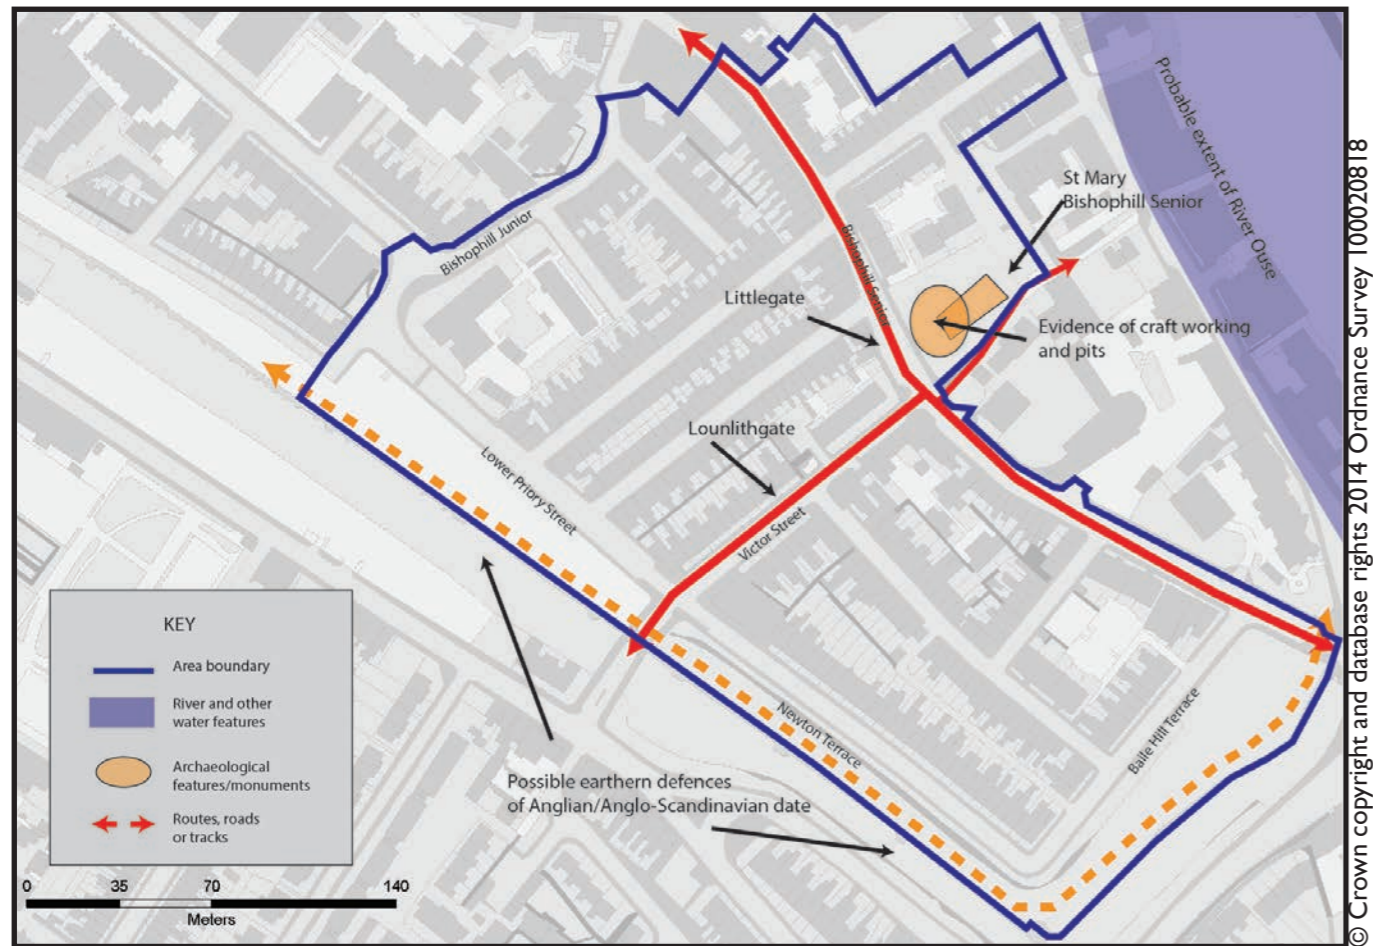 Probable extent of River Ouse
St Mary
Bishophill Senior
Bishophill Junior
Bishophill Senior
Littlegate
Evidence of craft working
and pits
Lounlithgate
Lower Priory Street
Victor Street
Newton Terrace
Baile Hill Terrace
Possible earthern defences
of Anglian/Anglo-Scandinavian date
KEY
Area boundary
River and other
water features
Archaeological
features/monuments
Routes, roads
or tracks
0 35 70 140
Meters
© Crown copyright and database rights 2014 Ordnance Survey 100020818